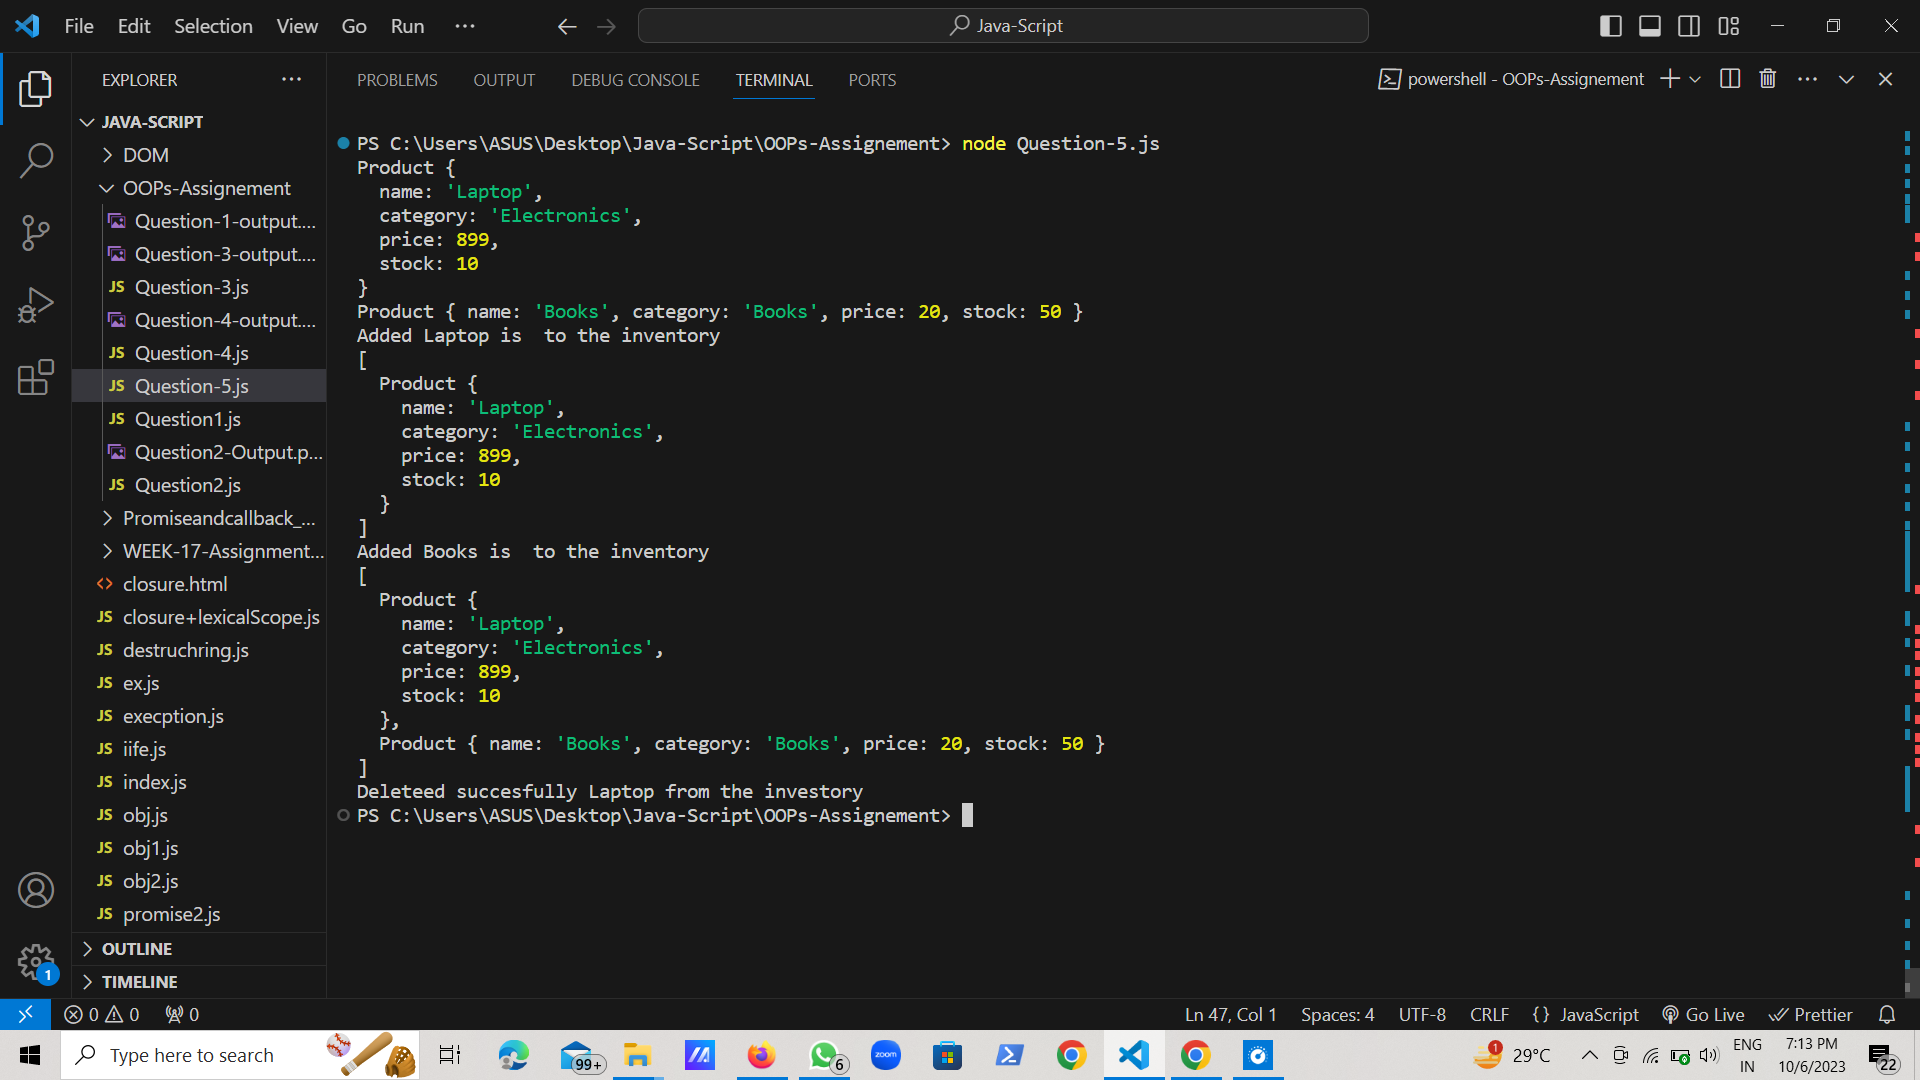 File Edit Selection View Go Run ···
Java-Script
EXPLORER ···
JAVA-SCRIPT
DOM
OOPs-Assignement
Question-1-output....
Question-3-output....
JS Question-3.js
Question-4-output....
JS Question-4.js
JS Question-5.js
JS Question1.js
Question2-Output.p...
JS Question2.js
Promiseandcallback_...
WEEK-17-Assignment...
closure.html
JS closure+lexicalScope.js
JS destruchring.js
JS ex.js
JS execption.js
JS iife.js
JS index.js
JS obj.js
JS obj1.js
JS obj2.js
JS promise2.js
OUTLINE
TIMELINE
1
PROBLEMS OUTPUT DEBUG CONSOLE TERMINAL PORTS
powershell - OOPs-Assignement
PS C:\Users\ASUS\Desktop\Java-Script\OOPs-Assignement> node Question-5.js
Product {
  name: 'Laptop',
  category: 'Electronics',
  price: 899,
  stock: 10
}
Product { name: 'Books', category: 'Books', price: 20, stock: 50 }
Added Laptop is  to the inventory
[
  Product {
    name: 'Laptop',
    category: 'Electronics',
    price: 899,
    stock: 10
  }
]
Added Books is  to the inventory
[
  Product {
    name: 'Laptop',
    category: 'Electronics',
    price: 899,
    stock: 10
  },
  Product { name: 'Books', category: 'Books', price: 20, stock: 50 }
]
Deleteed succesfully Laptop from the investory
PS C:\Users\ASUS\Desktop\Java-Script\OOPs-Assignement>
0 0 0
Ln 47, Col 1 Spaces: 4 UTF-8 CRLF {} JavaScript Go Live Prettier
Type here to search
99+
6
zoom
1
29°C
ENG
IN
7:13 PM
10/6/2023
22